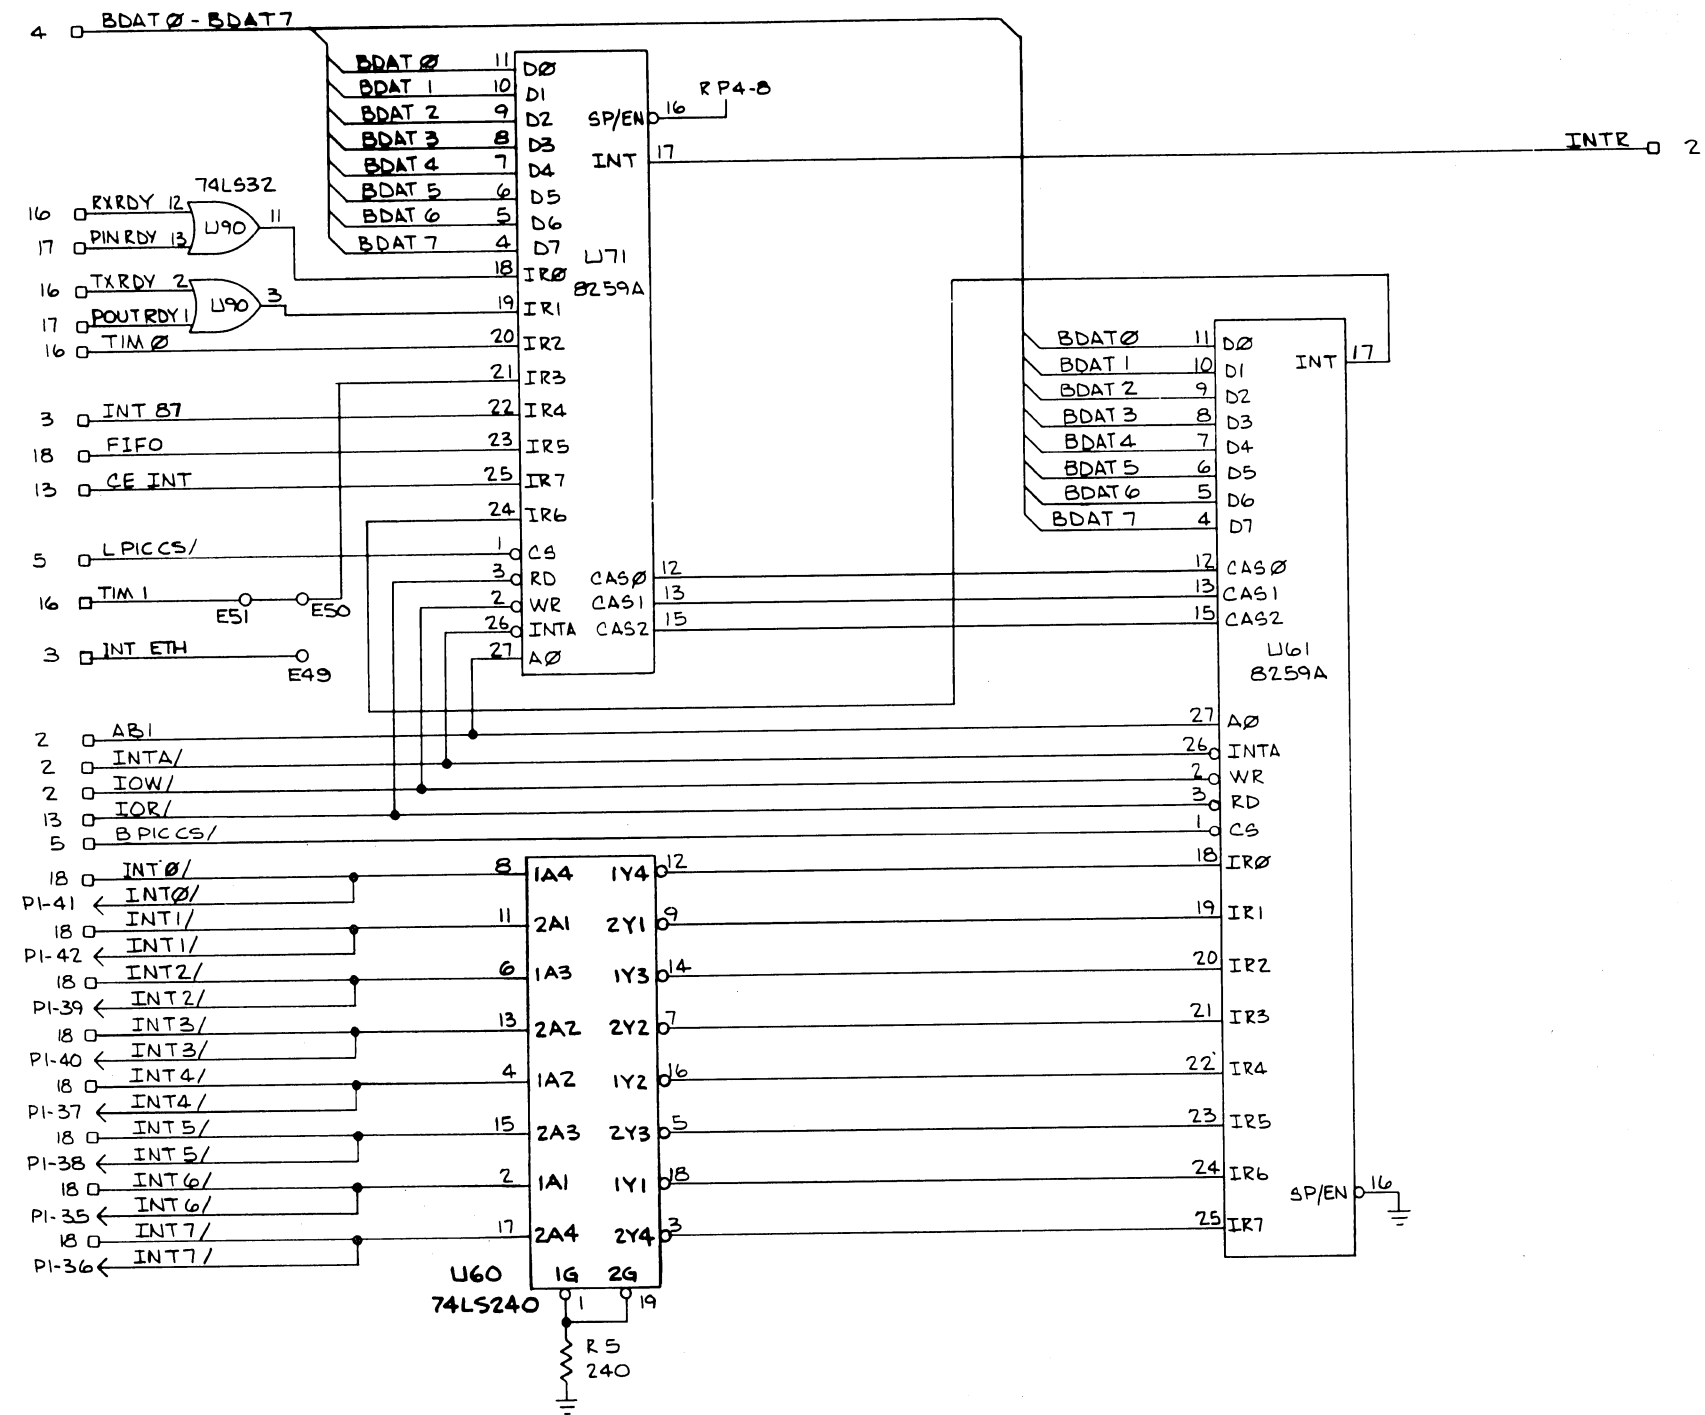 4 BDATØ-BDAT7
BDATØ 11 DØ
BDAT 1 10 D1
BDAT 2 9 D2
BDAT 3 8 D3
BDAT 4 7 D4
BDAT 5 6 D5
BDAT 6 5 D6
BDAT 7 4 D7
SP/EN 16 RP4-8
INT 17
INTR 2
74LS32
16 RXRDY 12
U90 11
17 PINRDY 13
18 IRØ
U71
8259A
16 TXRDY 2
U90 3
17 POUTRDY 1
19 IR1
16 TIMØ 20 IR2
21 IR3
3 INT 87 22 IR4
18 FIFO 23 IR5
13 CE INT 25 IR7
24 IR6
5 LPICCS/ 1 CS
3 RD CASØ 12
2 WR CAS1 13
26 INTA CAS2 15
27 AØ
16 TIM 1 E51 E50
3 INT ETH E49
BDATØ 11 DØ
INT 17
BDAT 1 10 D1
BDAT 2 9 D2
BDAT 3 8 D3
BDAT4 7 D4
BDAT 5 6 D5
BDAT6 5 D6
BDAT 7 4 D7
12 CASØ
13 CAS1
15 CAS2
U61
8259A
2 AB1 27 AØ
2 INTA/ 26 INTA
2 IOW/ 2 WR
13 IOR/ 3 RD
5 BPICCS/ 1 CS
18 INTØ/ 8 1A4 1Y4 12 18 IRØ
P1-41 INTØ/
18 INT1/ 11 2A1 2Y1 9 19 IR1
P1-42 INT1/
18 INT2/ 6 1A3 1Y3 14 20 IR2
P1-39 INT2/
18 INT3/ 13 2A2 2Y2 7 21 IR3
P1-40 INT3/
18 INT4/ 4 1A2 1Y2 16 22 IR4
P1-37 INT4/
18 INT5/ 15 2A3 2Y3 5 23 IR5
P1-38 INT5/
18 INT6/ 2 1A1 1Y1 18 24 IR6
P1-35 INT6/
SP/EN 16
18 INT7/ 17 2A4 2Y4 3 25 IR7
P1-36 INT7/
U60 1G 2G
74LS240 1 19
R5
240